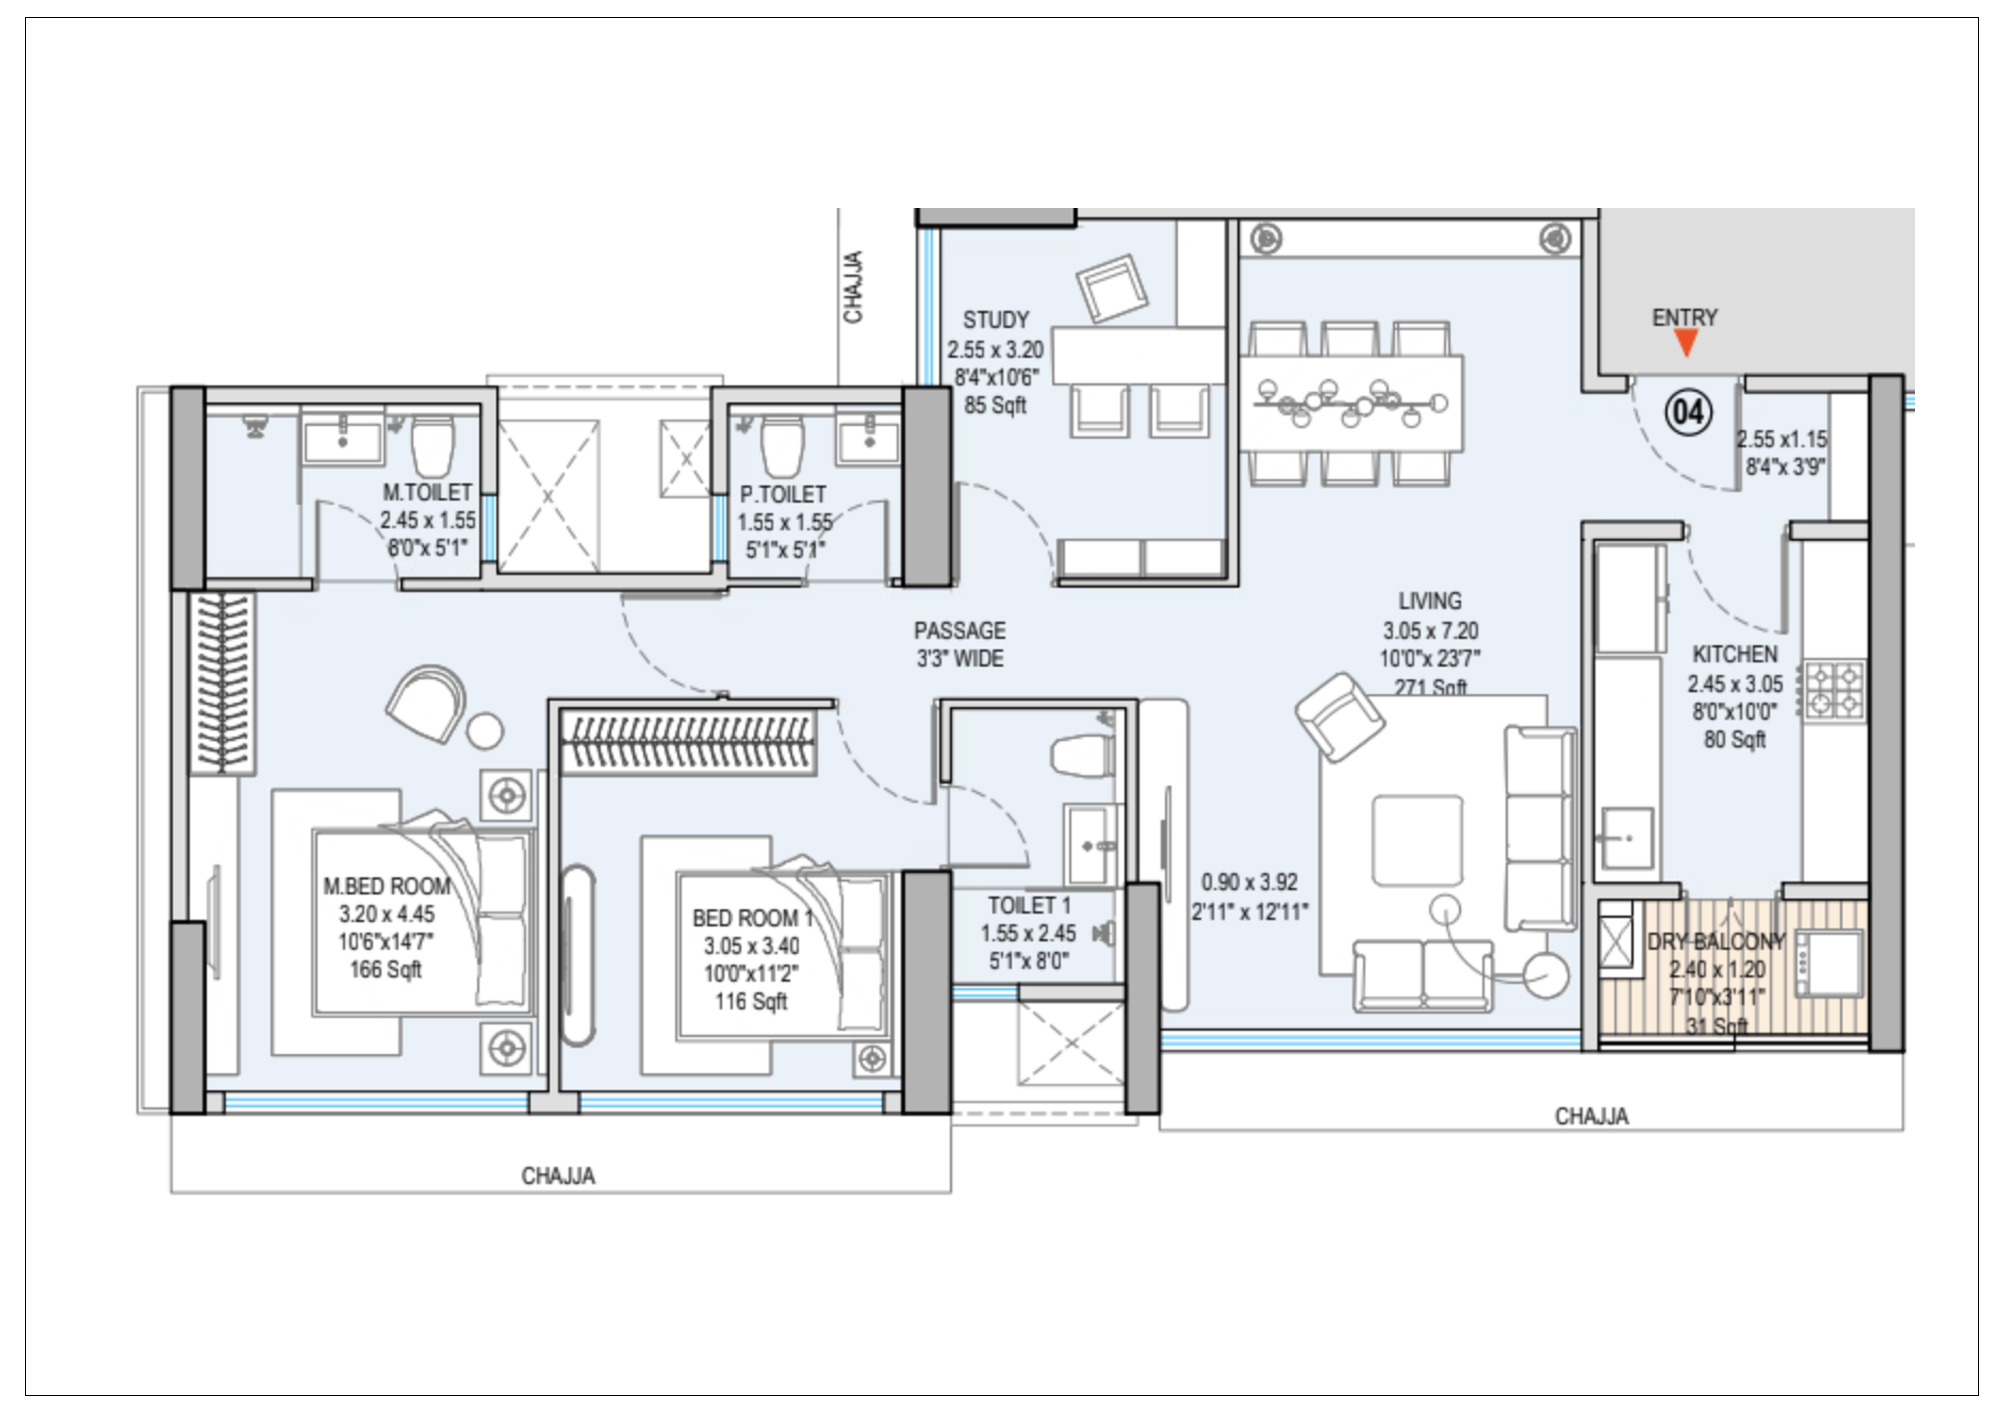 CHAJJA
STUDY
2.55 x 3.20
8'4"x10'6"
85 Sqft
ENTRY
04
2.55 x1.15
8'4"x 3'9"
M.TOILET
2.45 x 1.55
8'0"x 5'1"
P.TOILET
1.55 x 1.55
5'1"x 5'1"
PASSAGE
3'3" WIDE
LIVING
3.05 x 7.20
10'0"x 23'7"
271 Sqft
KITCHEN
2.45 x 3.05
8'0"x10'0"
80 Sqft
M.BED ROOM
3.20 x 4.45
10'6"x14'7"
166 Sqft
BED ROOM 1
3.05 x 3.40
10'0"x11'2"
116 Sqft
TOILET 1
1.55 x 2.45
5'1"x 8'0"
0.90 x 3.92
2'11" x 12'11"
DRY BALCONY
2.40 x 1.20
7'10"x3'11"
31 Sqft
CHAJJA
CHAJJA